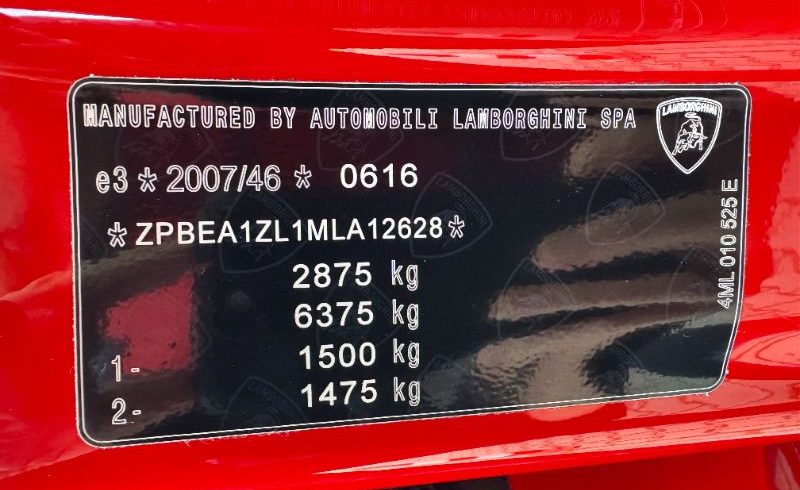 MANUFACTURED BY AUTOMOBILI LAMBORGHINI SPA
LAMBORGHINI
e3 * 2007/46 * 0616
*ZPBEA1ZL1MLA12628*
2875 kg
6375 kg
1- 1500 kg
2- 1475 kg
4ML 010 525 E